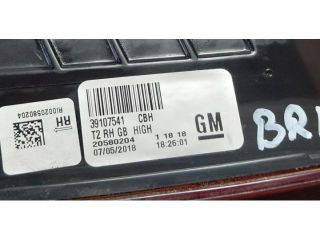 RI00020580204
RH
39107541 CBH
T2 RH GB HIGH
20580204 1 18 18
07/05/2018 18:26:01
GM
BR